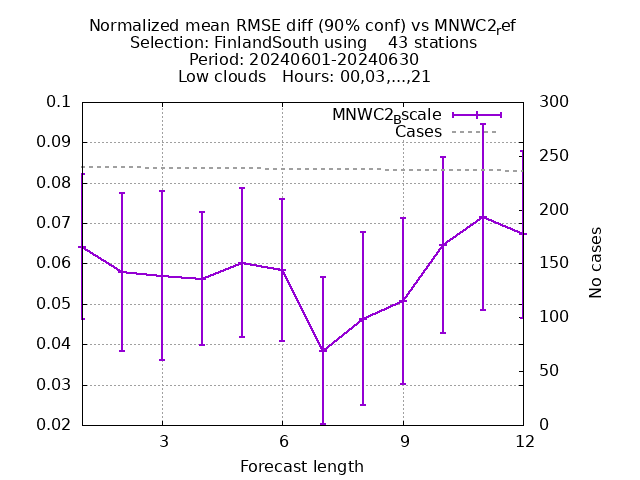 Normalized mean RMSE diff (90% conf) vs MNWC2ref
Selection: FinlandSouth using 43 stations
Period: 20240601-20240630
Low clouds Hours: 00,03,...,21
MNWC2Bscale
Cases
0.1
0.09
0.08
0.07
0.06
0.05
0.04
0.03
0.02
300
250
200
150
100
50
0
No cases
3 6 9 12
Forecast length